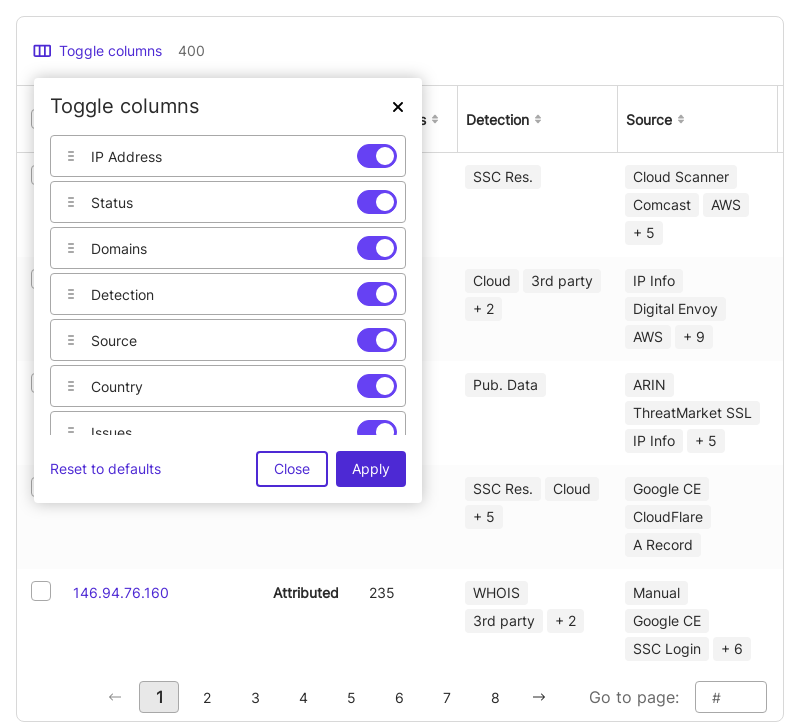 Toggle columns 400
Toggle columns
s Detection Source
IP Address
Status
Domains
Detection
Source
Country
Issues
Reset to defaults Close Apply
SSC Res. Cloud Scanner
Comcast AWS
+ 5
Cloud 3rd party IP Info
+ 2 Digital Envoy
AWS + 9
Pub. Data ARIN
ThreatMarket SSL
IP Info + 5
SSC Res. Cloud Google CE
+ 5 CloudFlare
A Record
146.94.76.160 Attributed 235 WHOIS Manual
3rd party + 2 Google CE
SSC Login + 6
← 1 2 3 4 5 6 7 8 → Go to page: #